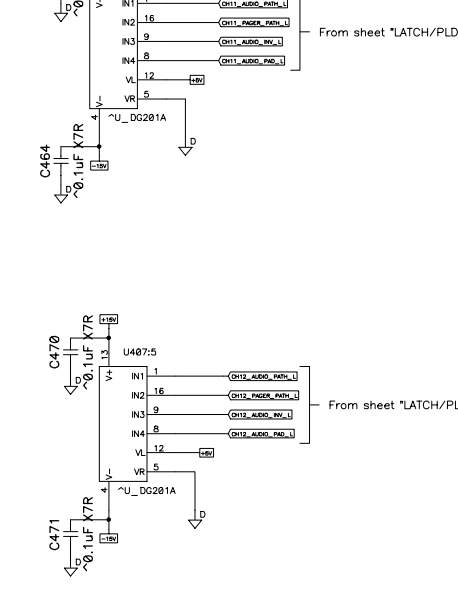 IN1
CH11_AUDIO_PATH_L
D
V-
IN2 16 CH11_PAGER_PATH_L
From sheet "LATCH/PLD
IN3 9 CH11_AUDIO_INV_L
IN4 8 CH11_AUDIO_PAD_L
VL 12 +5V
VR 5
4
^U_DG201A
D
C464
^0.1uF X7R
-15V
D
+15V
C470
^0.1uF X7R
13
U407:5
D
V+
IN1 1 CH12_AUDIO_PATH_L
IN2 16 CH12_PAGER_PATH_L
From sheet "LATCH/PL
IN3 9 CH12_AUDIO_INV_L
IN4 8 CH12_AUDIO_PAD_L
VL 12 +5V
V-
VR 5
4
^U_DG201A
D
C471
^0.1uF X7R
-15V
D